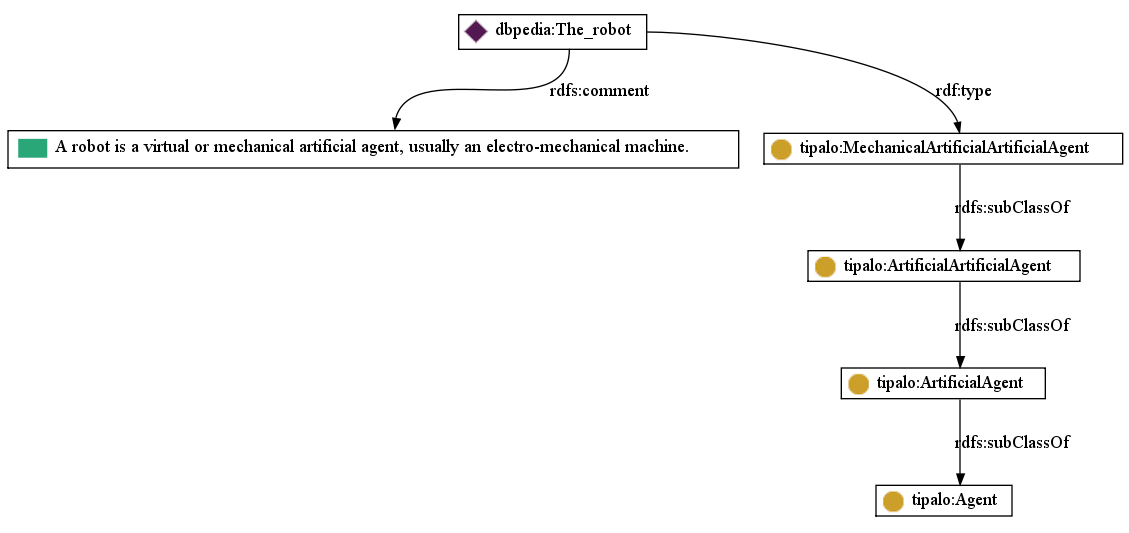 dbpedia:The_robot
rdfs:comment
rdf:type
A robot is a virtual or mechanical artificial agent, usually an electro-mechanical machine.
tipalo:MechanicalArtificialArtificialAgent
rdfs:subClassOf
tipalo:ArtificialArtificialAgent
rdfs:subClassOf
tipalo:ArtificialAgent
rdfs:subClassOf
tipalo:Agent